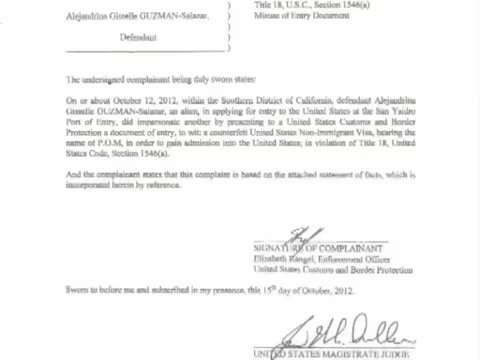 Title 18, U.S.C., Section 1546(a)
Alejandrina Gisselle GUZMAN-Salazar, ) Misuse of Entry Document
)
Defendant. )
)
The undersigned complainant being duly sworn states:
On or about October 12, 2012, within the Southern District of California, defendant Alejandrina
Gisselle GUZMAN-Salazar, an alien, in applying for entry to the United States at the San Ysidro
Port of Entry, did impersonate another by presenting to a United States Customs and Border
Protection a document of entry, to wit: a counterfeit United States Non-Immigrant Visa, bearing the
name of P.O.M, in order to gain admission into the United States; in violation of Title 18, United
States Code, Section 1546(a).
And the complainant states that this complaint is based on the attached statement of facts, which is
incorporated herein by reference.
SIGNATURE OF COMPLAINANT
Elizabeth Rangel, Enforcement Officer
United States Customs and Border Protection
Sworn to before me and subscribed in my presence, this 15th day of October, 2012.
UNITED STATES MAGISTRATE JUDGE